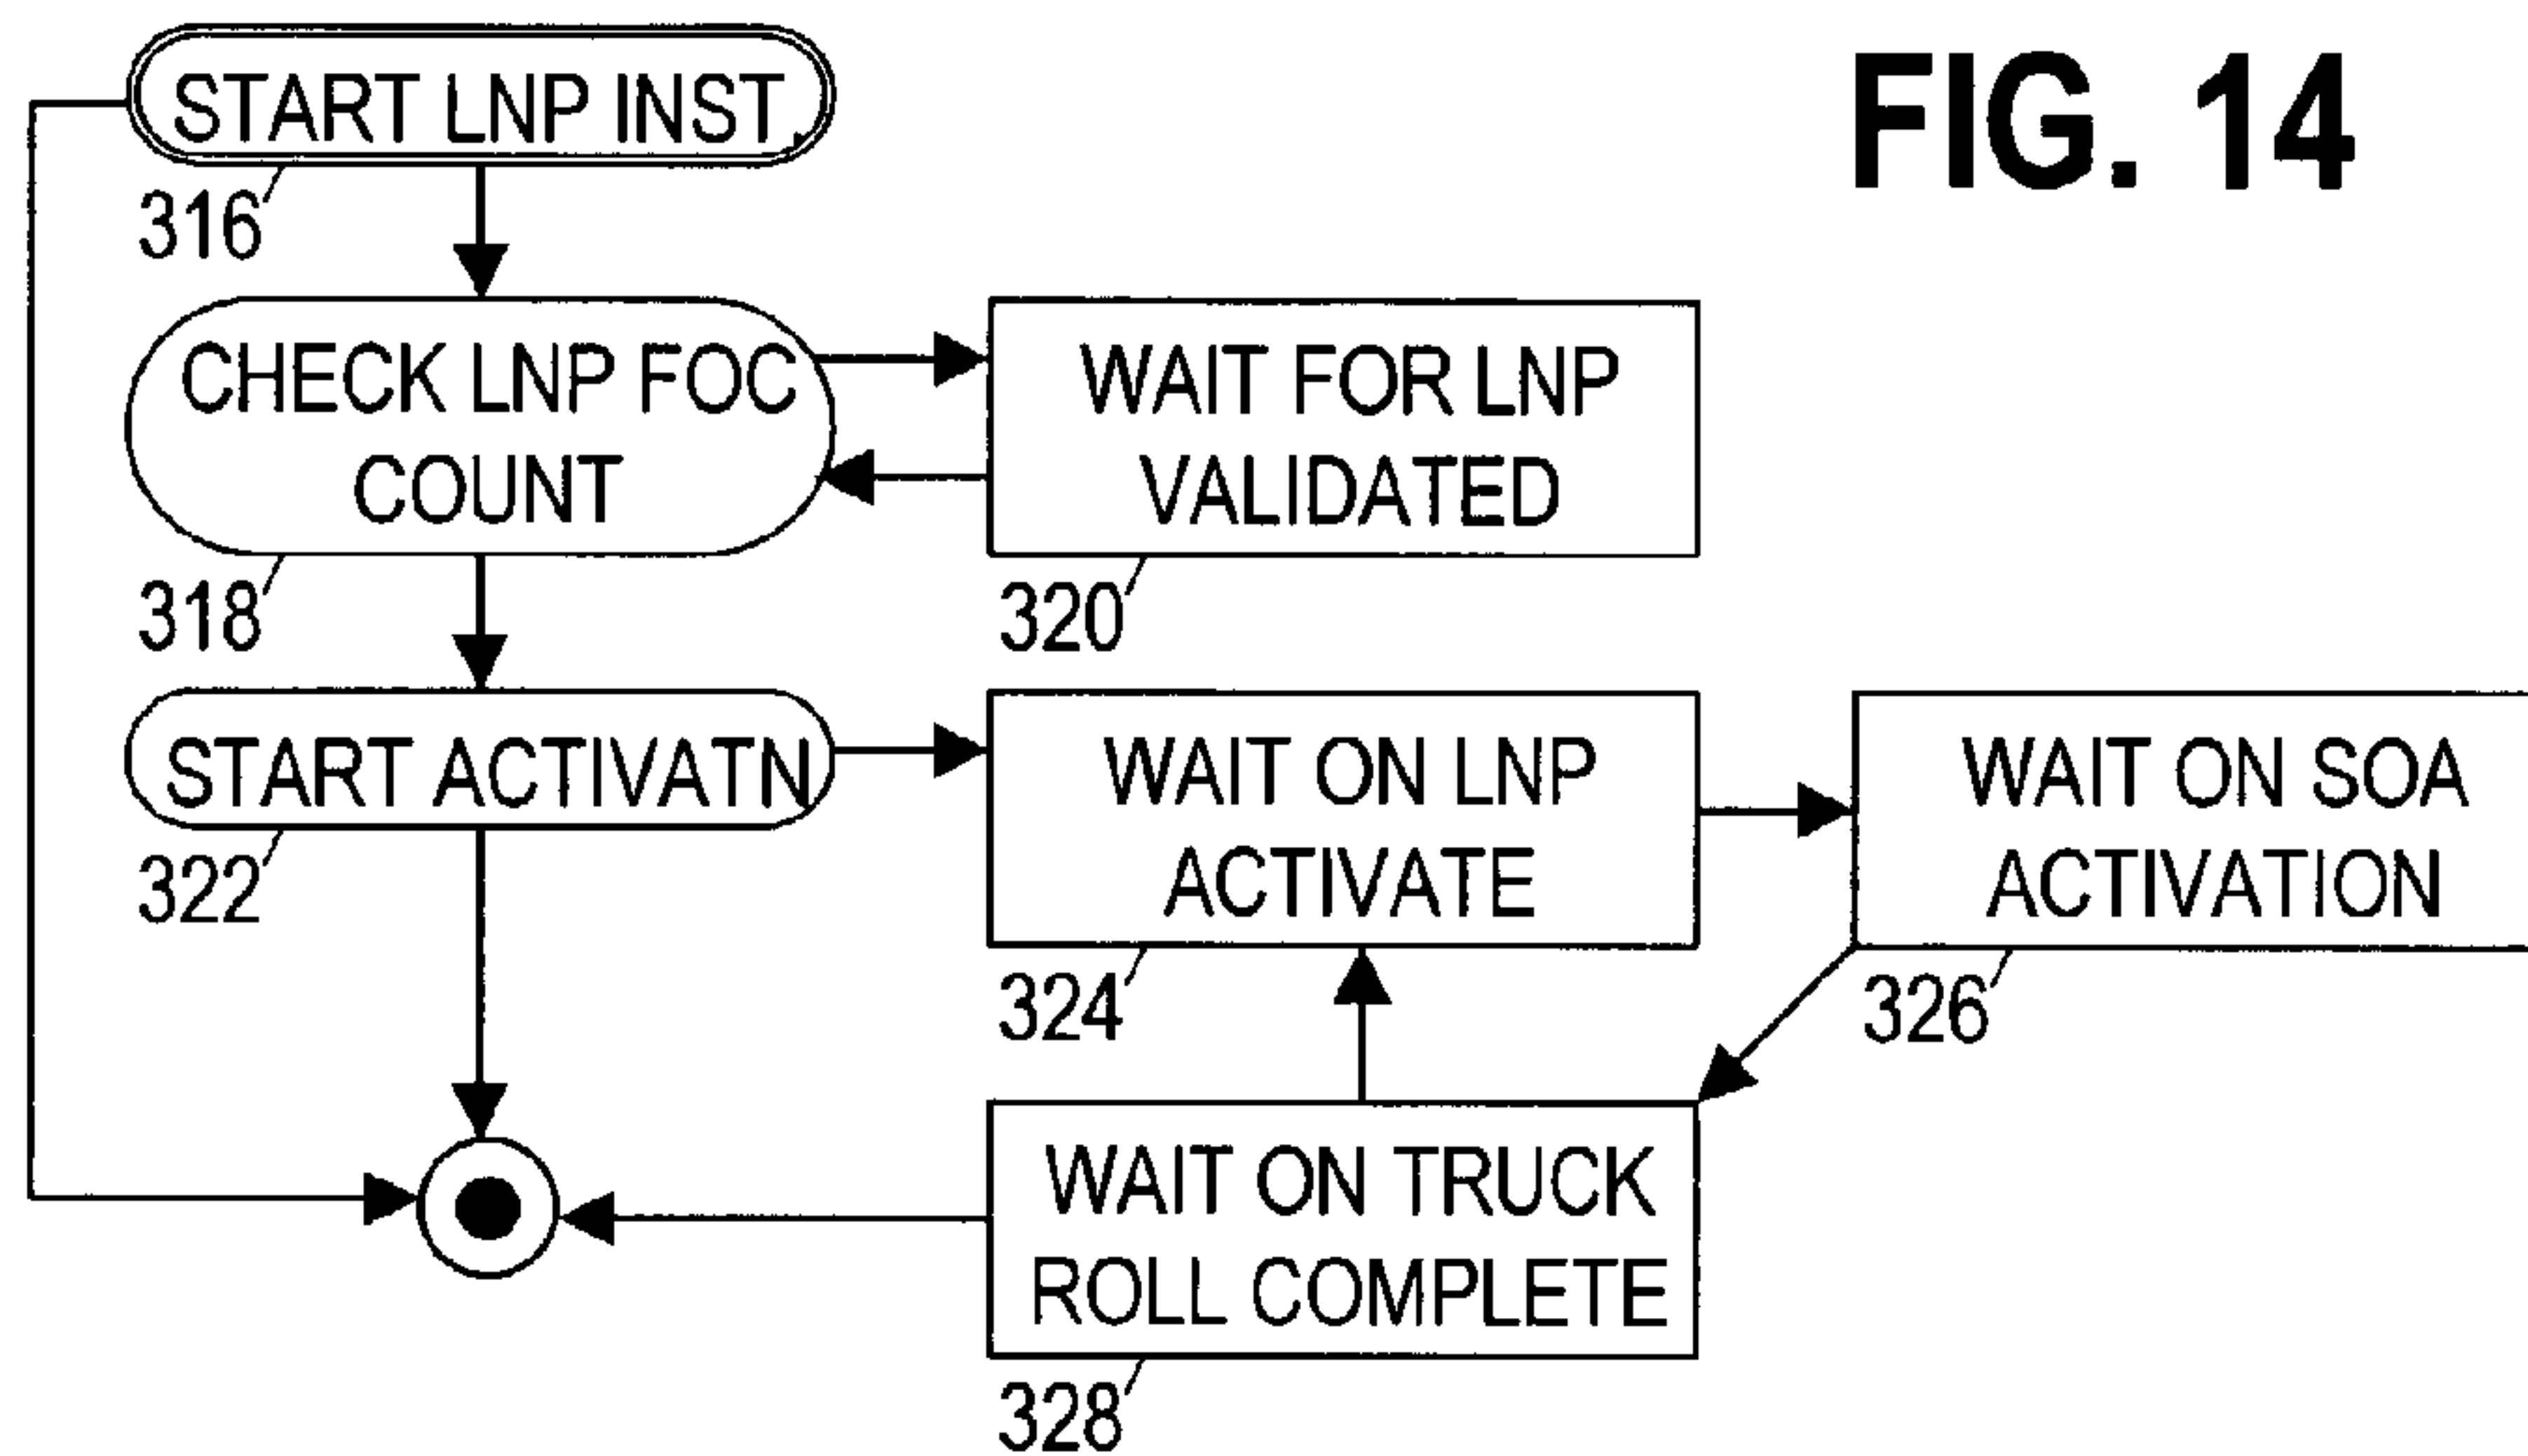 FIG. 14
START LNP INST.
316
CHECK LNP FOC
COUNT
318
WAIT FOR LNP
VALIDATED
320
START ACTIVATN
322
WAIT ON LNP
ACTIVATE
324
WAIT ON SOA
ACTIVATION
326
WAIT ON TRUCK
ROLL COMPLETE
328